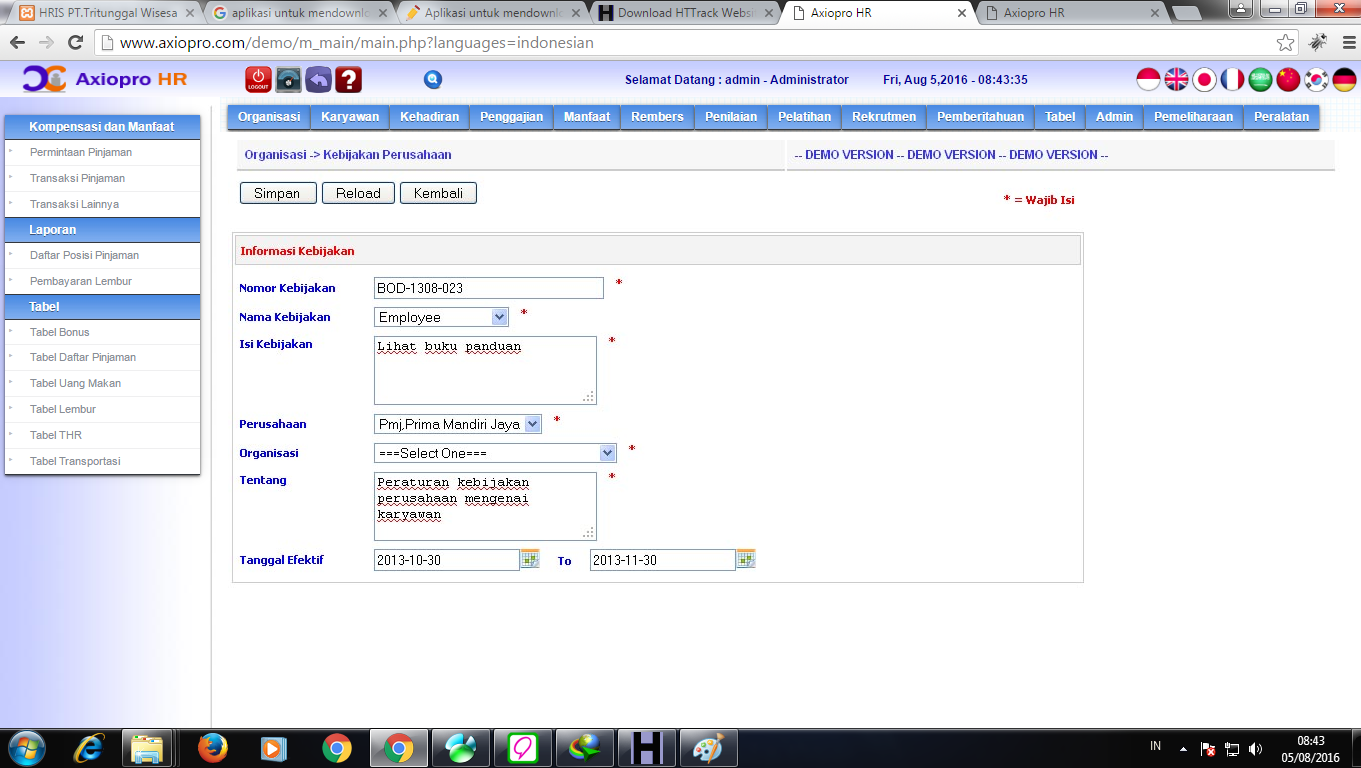 HRIS PT.Tritunggal Wisesa
aplikasi untuk mendownlo
Aplikasi untuk mendownlo
Download HTTrack Websi
Axiopro HR
Axiopro HR
www.axiopro.com/demo/m_main/main.php?languages=indonesian
Axiopro HR
LOGOUT
?
Selamat Datang : admin - Administrator
Fri, Aug 5,2016 - 08:43:35
Organisasi Karyawan Kehadiran Penggajian Manfaat Rembers Penilaian Pelatihan Rekrutmen Pemberitahuan Tabel Admin Pemeliharaan Peralatan
Kompensasi dan Manfaat
Permintaan Pinjaman
Transaksi Pinjaman
Transaksi Lainnya
Laporan
Daftar Posisi Pinjaman
Pembayaran Lembur
Tabel
Tabel Bonus
Tabel Daftar Pinjaman
Tabel Uang Makan
Tabel Lembur
Tabel THR
Tabel Transportasi
Organisasi -> Kebijakan Perusahaan
-- DEMO VERSION -- DEMO VERSION -- DEMO VERSION --
Simpan Reload Kembali
* = Wajib Isi
Informasi Kebijakan
Nomor Kebijakan BOD-1308-023 *
Nama Kebijakan Employee *
Isi Kebijakan Lihat buku panduan *
Perusahaan Pmj,Prima Mandiri Jaya *
Organisasi ===Select One=== *
Tentang Peraturan kebijakan *
perusahaan mengenai
karyawan
Tanggal Efektif 2013-10-30 To 2013-11-30
IN
08:43
05/08/2016